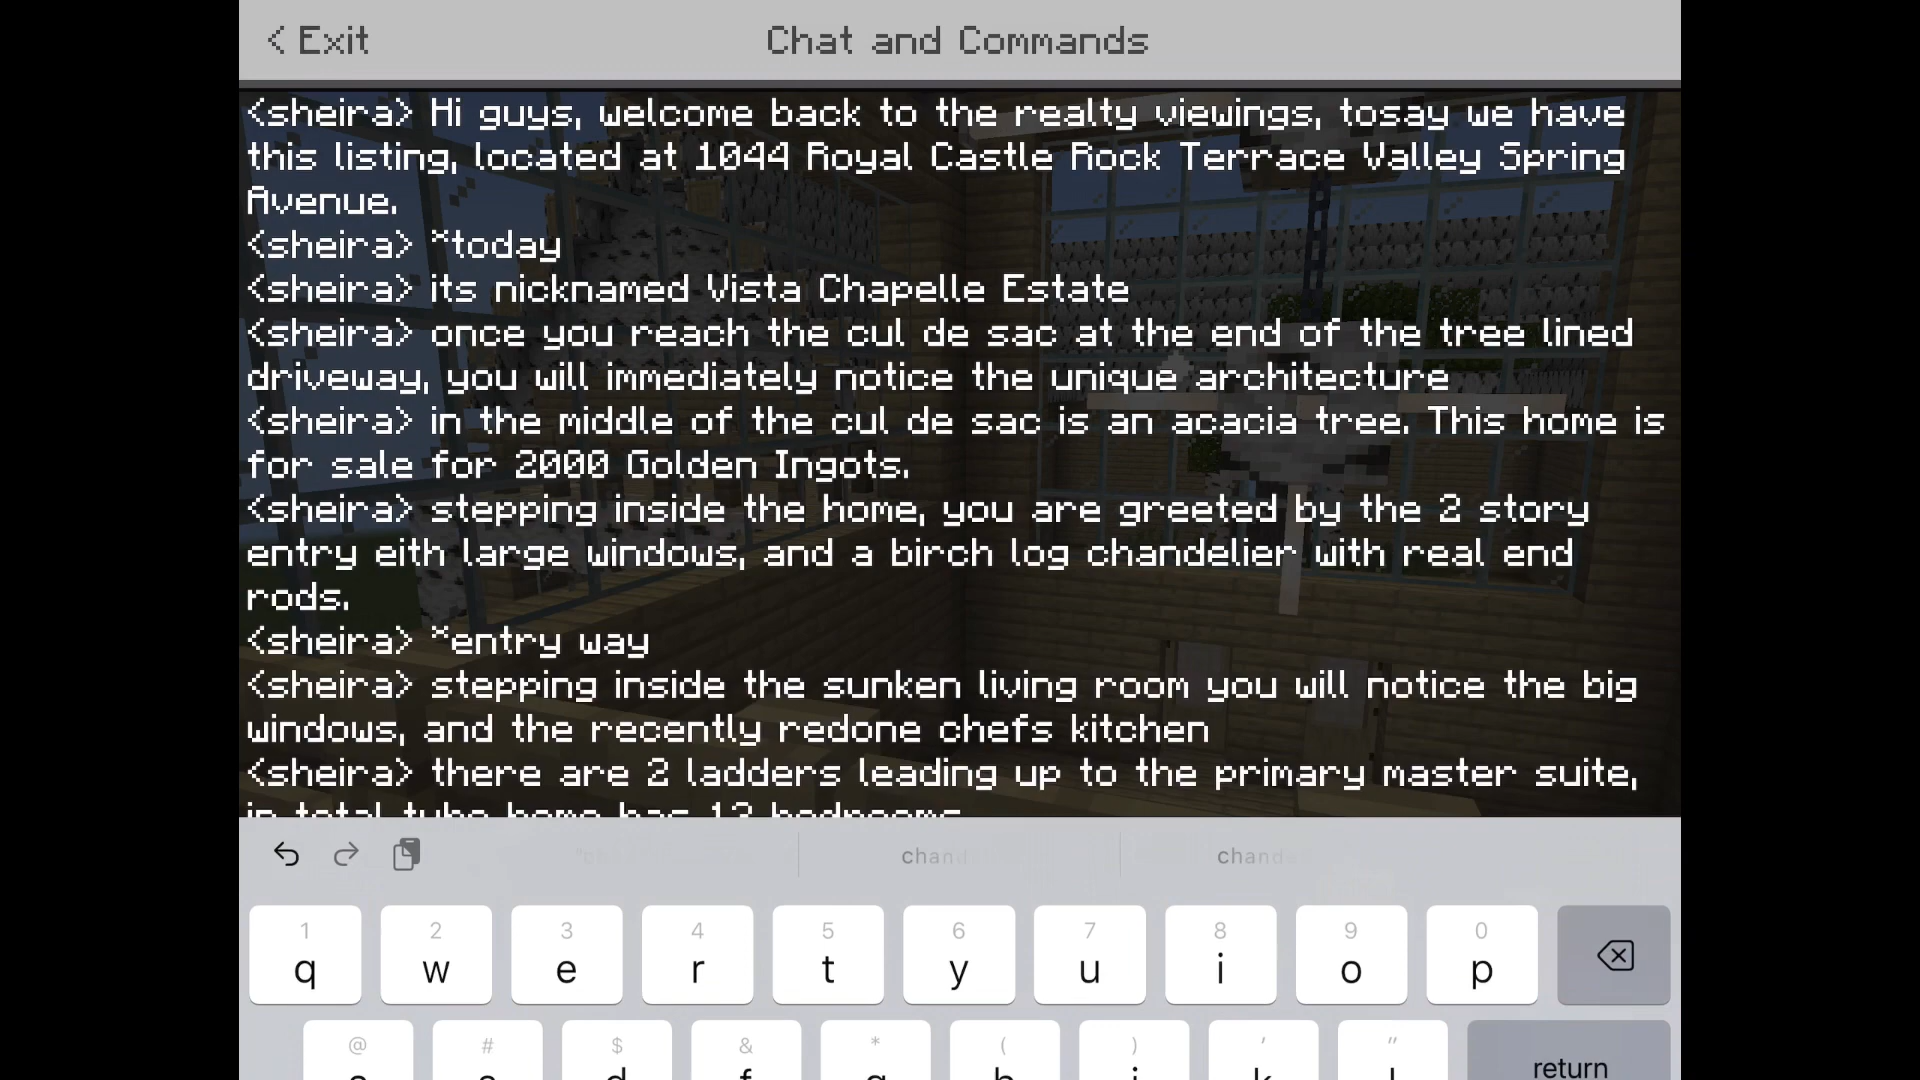 Exit
Chat and Commands
<sheira> Hi guys, welcome back to the realty viewings, tosay we have
this listing, located at 1044 Royal Castle Rock Terrace Valley Spring
Avenue.
<sheira> *today
<sheira> its nicknamed Vista Chapelle Estate
<sheira> once you reach the cul de sac at the end of the tree lined
driveway, you will immediately notice the unique architecture
<sheira> in the middle of the cul de sac is an acacia tree. This home is
for sale for 2000 Golden Ingots.
<sheira> stepping inside the home, you are greeted by the 2 story
entry eith large windows, and a birch log chandelier with real end
rods.
<sheira> *entry way
<sheira> stepping inside the sunken living room you will notice the big
windows, and the recently redone chefs kitchen
<sheira> there are 2 ladders leading up to the primary master suite,
in total tybe home has 12 bedrooms
1 2 3 4 5 6 7 8 9 0
q w e r t y u i o p
@ # $ & * ( ) ' "
return